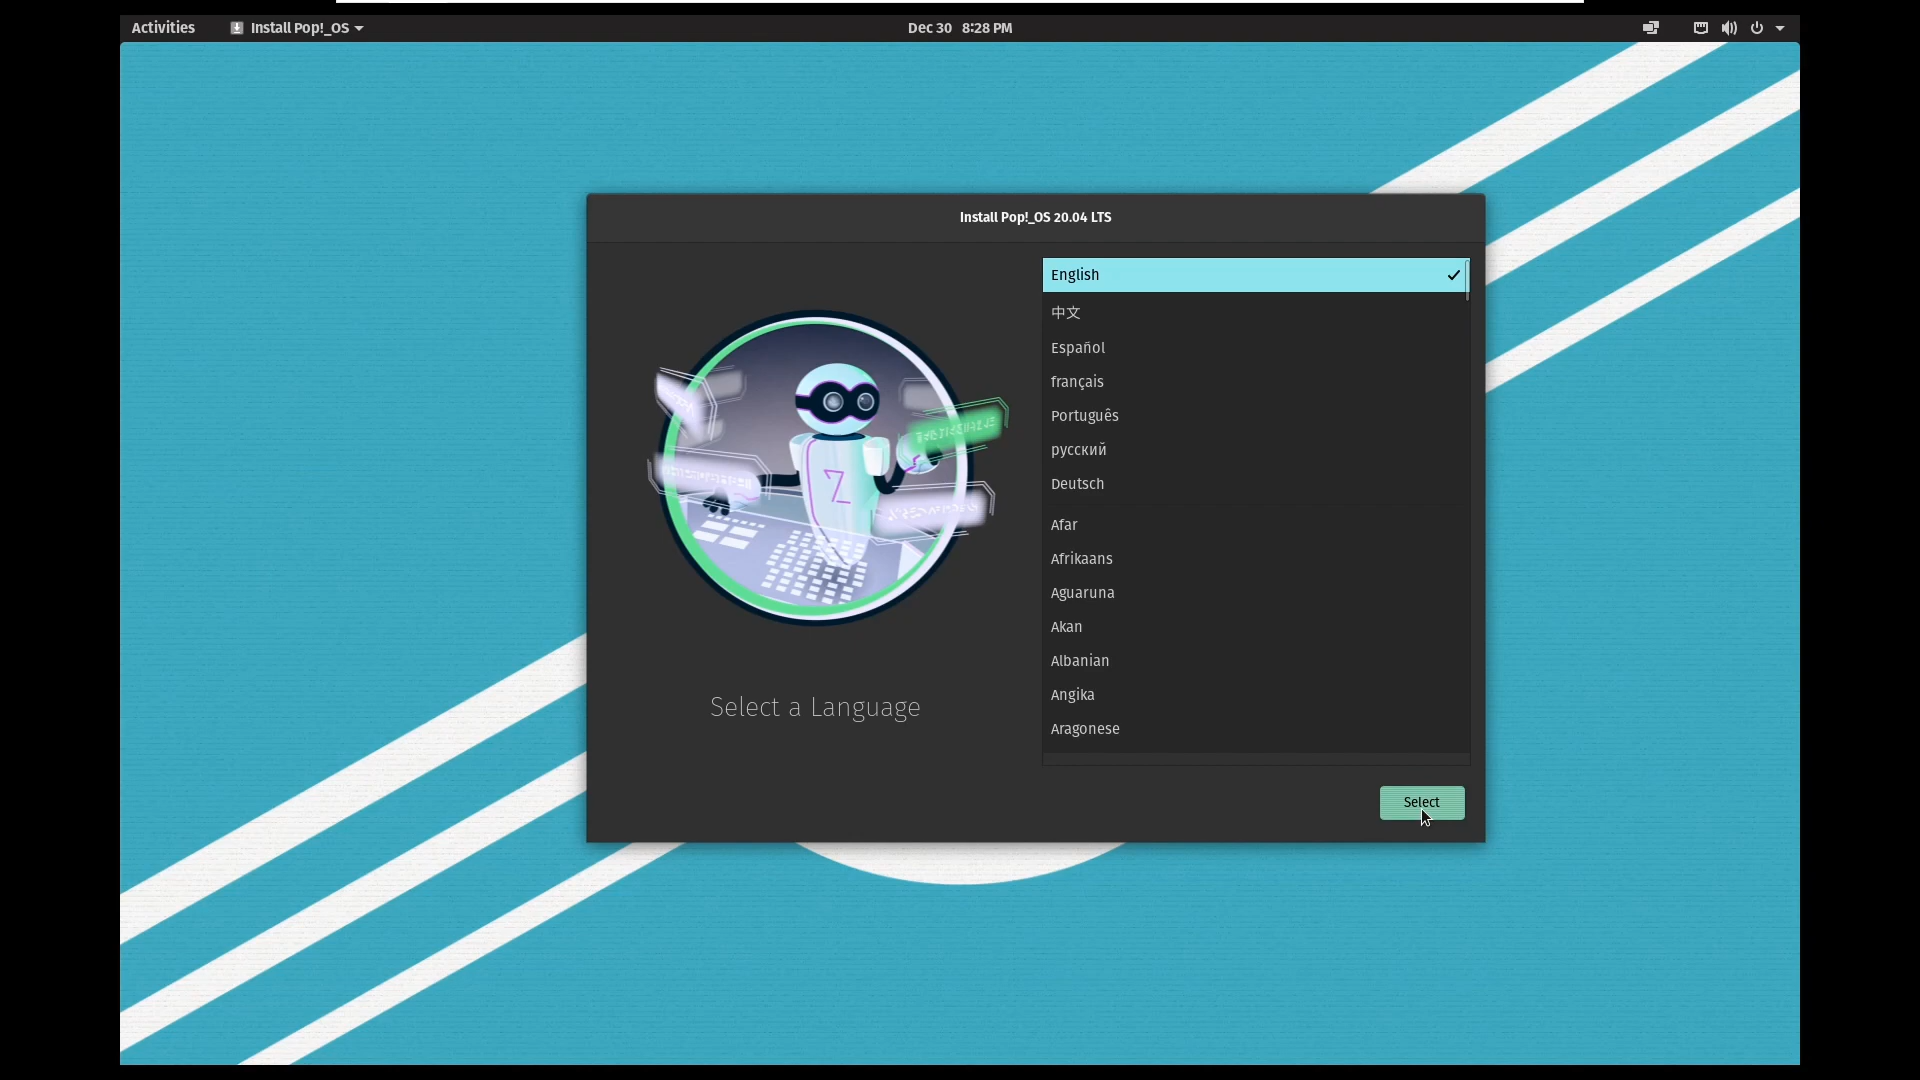 Activities
Install Pop!_OS
Dec 30 8:28 PM
Install Pop!_OS 20.04 LTS
English
中文
Español
français
Português
русский
Deutsch
Afar
Afrikaans
Aguaruna
Akan
Albanian
Angika
Aragonese
Select a Language
Select